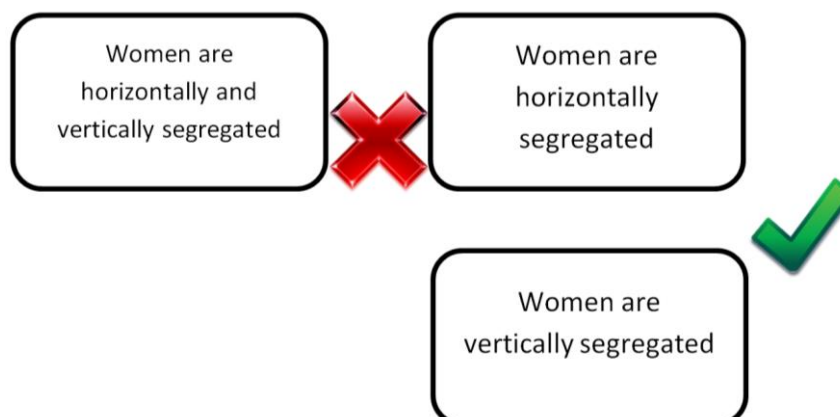 Women are
horizontally and
vertically segregated
Women are
horizontally
segregated
Women are
vertically segregated